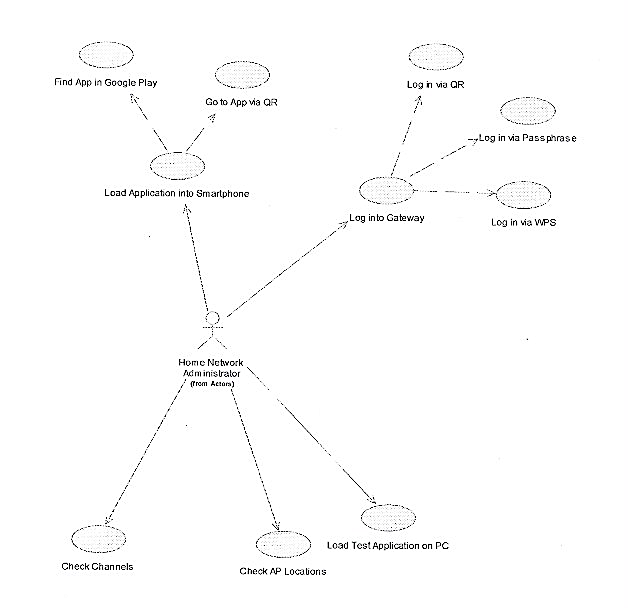 Find App in Google Play
Go to App via QR
Log in via QR
Log in via Passphrase
Load Application into Smartphone
Log into Gateway
Log in via WPS
Home Network
Administrator
(from Actors)
Check Channels
Check AP Locations
Load Test Application on PC